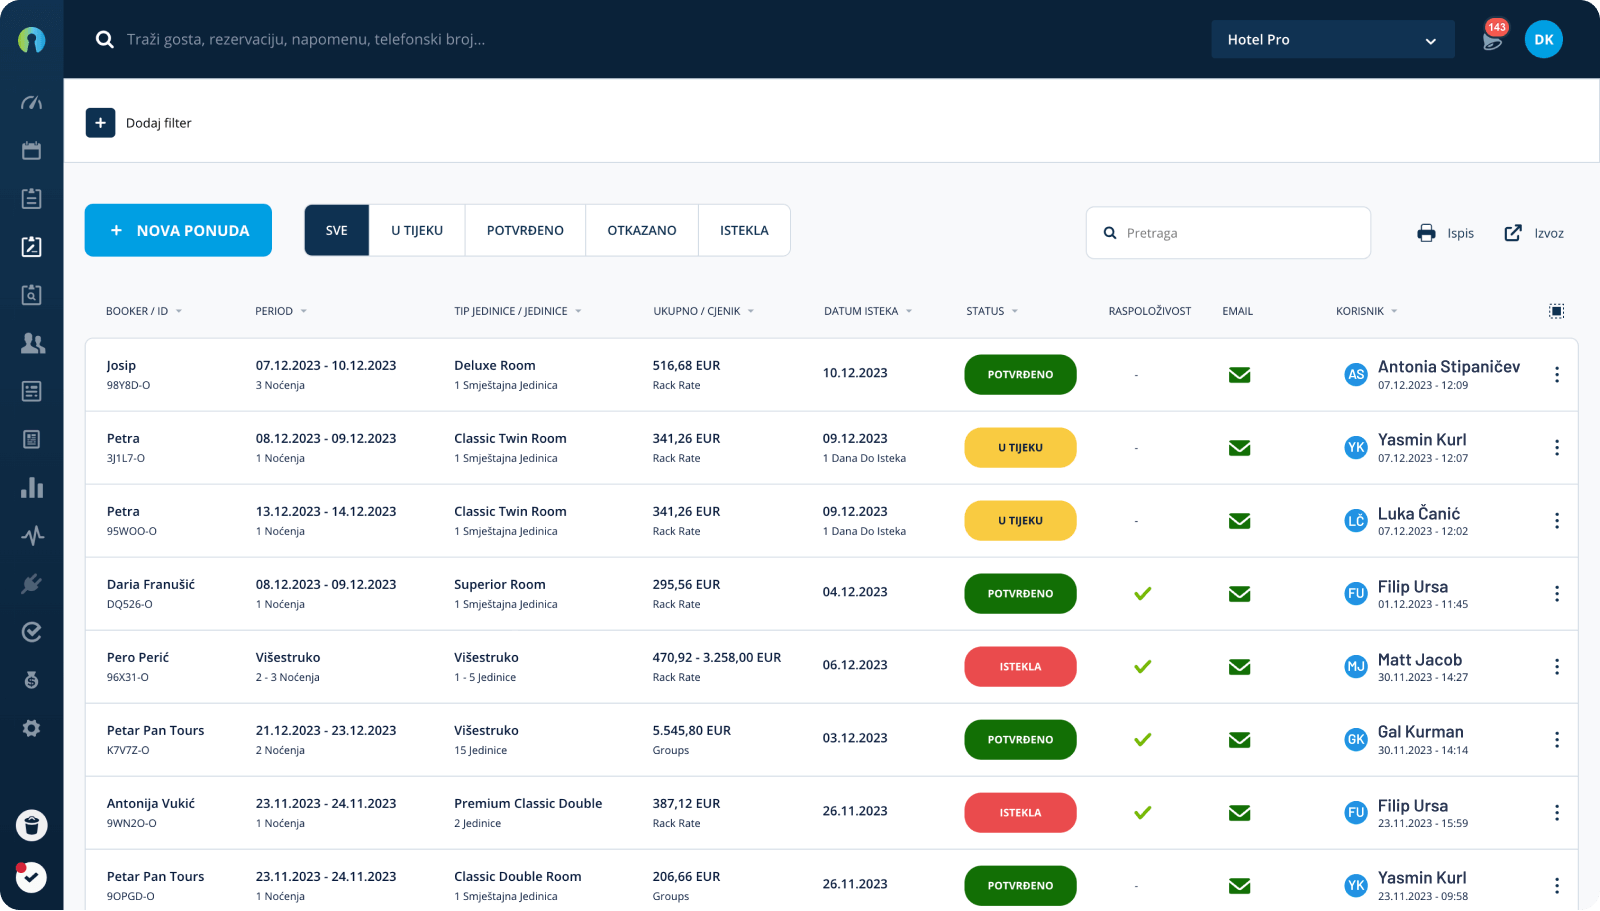 Traži gosta, rezervaciju, napomenu, telefonski broj...
Hotel Pro
143
DK
Dodaj filter
+ NOVA PONUDA
SVE
U TIJEKU
POTVRĐENO
OTKAZANO
ISTEKLA
Pretraga
Ispis
Izvoz
BOOKER / ID
PERIOD
TIP JEDINICE / JEDINICE
UKUPNO / CJENIK
DATUM ISTEKA
STATUS
RASPOLOŽIVOST
EMAIL
KORISNIK
Josip 07.12.2023 - 10.12.2023 Deluxe Room 516,68 EUR 10.12.2023 POTVRĐENO - AS Antonia Stipaničev
98Y8D-O 3 Noćenja 1 Smještajna Jedinica Rack Rate 07.12.2023 - 12:09
Petra 08.12.2023 - 09.12.2023 Classic Twin Room 341,26 EUR 09.12.2023 U TIJEKU - YK Yasmin Kurl
3J1L7-O 1 Noćenja 1 Smještajna Jedinica Rack Rate 1 Dana Do Isteka 07.12.2023 - 12:07
Petra 13.12.2023 - 14.12.2023 Classic Twin Room 341,26 EUR 09.12.2023 U TIJEKU - LČ Luka Čanić
95WOO-O 1 Noćenja 1 Smještajna Jedinica Rack Rate 1 Dana Do Isteka 07.12.2023 - 12:02
Daria Franušić 08.12.2023 - 09.12.2023 Superior Room 295,56 EUR 04.12.2023 POTVRĐENO FU Filip Ursa
DQ526-O 1 Noćenja 1 Smještajna Jedinica Rack Rate 01.12.2023 - 11:45
Pero Perić Višestruko Višestruko 470,92 - 3.258,00 EUR 06.12.2023 ISTEKLA MJ Matt Jacob
96X31-O 2 - 3 Noćenja 1 - 5 Jedinice Rack Rate 30.11.2023 - 14:27
Petar Pan Tours 21.12.2023 - 23.12.2023 Višestruko 5.545,80 EUR 03.12.2023 POTVRĐENO GK Gal Kurman
K7V7Z-O 2 Noćenja 15 Jedinice Groups 30.11.2023 - 14:14
Antonija Vukić 23.11.2023 - 24.11.2023 Premium Classic Double 387,12 EUR 26.11.2023 ISTEKLA FU Filip Ursa
9WN2O-O 1 Noćenja 2 Jedinice Rack Rate 23.11.2023 - 15:59
Petar Pan Tours 23.11.2023 - 24.11.2023 Classic Double Room 206,66 EUR 26.11.2023 POTVRĐENO - YK Yasmin Kurl
9OPGD-O 1 Noćenja 1 Smještajna Jedinica Groups 23.11.2023 - 09:58